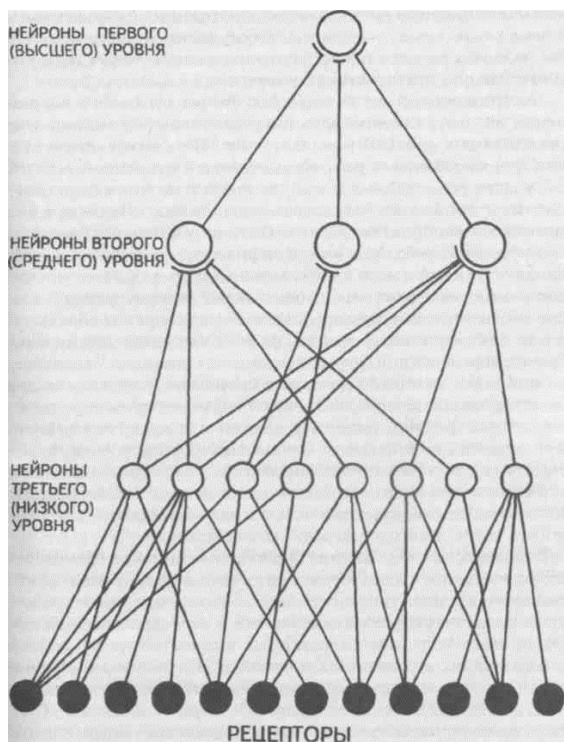 НЕЙРОНЫ ПЕРВОГО
(ВЫСШЕГО) УРОВНЯ
НЕЙРОНЫ ВТОРОГО
(СРЕДНЕГО) УРОВНЯ
НЕЙРОНЫ
ТРЕТЬЕГО
(НИЗКОГО)
УРОВНЯ
РЕЦЕПТОРЫ